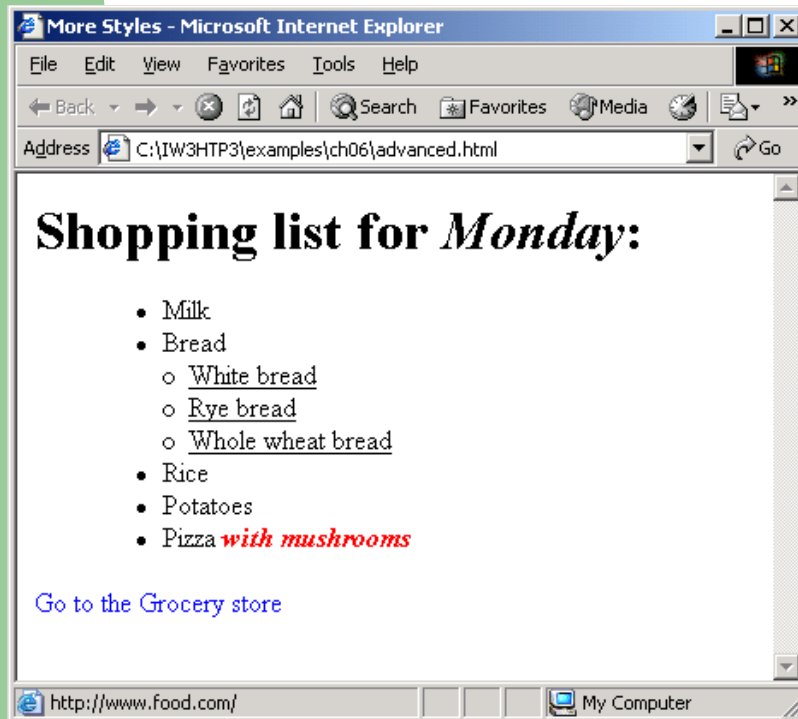 More Styles - Microsoft Internet Explorer
File Edit View Favorites Tools Help
Back Search Favorites Media »
Address C:\IW3HTP3\examples\ch06\advanced.html Go
Shopping list for Monday:
• Milk
• Bread
o White bread
o Rye bread
o Whole wheat bread
• Rice
• Potatoes
• Pizza with mushrooms
Go to the Grocery store
http://www.food.com/ My Computer